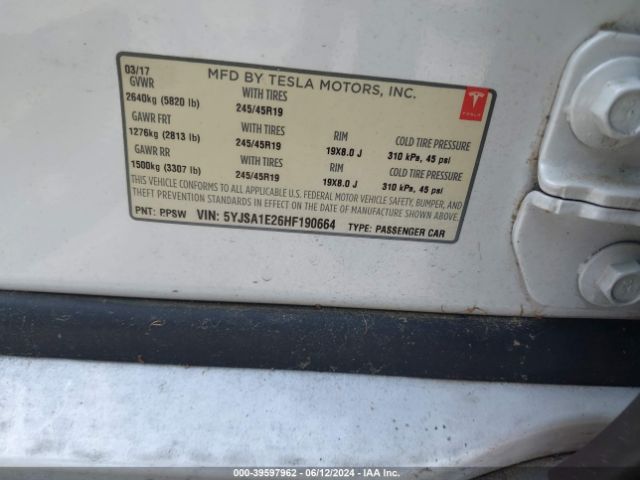 03/17 MFD BY TESLA MOTORS, INC.
GVWR WITH TIRES
2640kg (5820 lb) 245/45R19
GAWR FRT WITH TIRES RIM COLD TIRE PRESSURE
1276kg (2813 lb) 245/45R19 19X8.0 J 310 kPa, 45 psi
GAWR RR WITH TIRES RIM COLD TIRE PRESSURE
1500kg (3307 lb) 245/45R19 19X8.0 J 310 kPa, 45 psi
THIS VEHICLE CONFORMS TO ALL APPLICABLE U.S. FEDERAL MOTOR VEHICLE SAFETY, BUMPER, AND
THEFT PREVENTION STANDARDS IN EFFECT ON THE DATE OF MANUFACTURE SHOWN ABOVE.
PNT: PPSW VIN: 5YJSA1E26HF190664 TYPE: PASSENGER CAR
TESLA
000-39597962 - 06/12/2024 - IAA Inc.